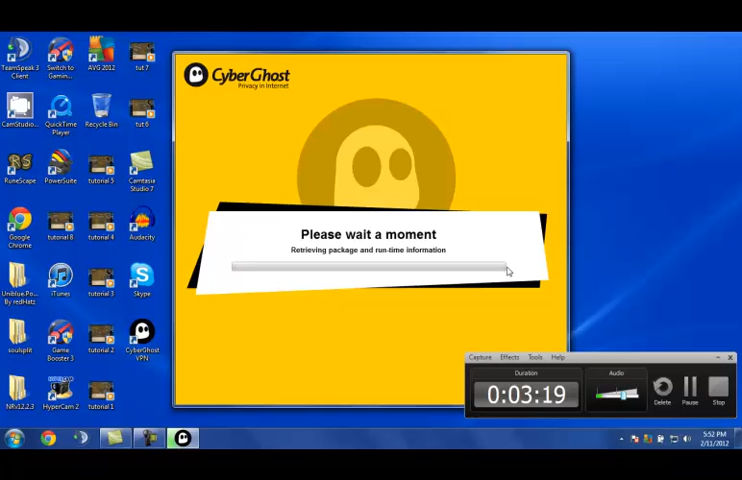 TeamSpeak 3
Client
Switch to
Gamin...
AVG 2012
tut 7
CamStudio...
QuickTime
Player
Recycle Bin
tut 6
RuneScape
PowerSuite
tutorial 5
Camtasia
Studio 7
Google
Chrome
tutorial 8
tutorial 4
Audacity
Uniblue.Po...
By redHatz
iTunes
tutorial 3
Skype
soulsplit
Game
Booster 3
tutorial 2
CyberGhost
VPN
NRv12.2.3
HyperCam 2
tutorial 1
CyberGhost
Privacy in Internet
Please wait a moment
Retrieving package and run-time information
Capture Effects Tools Help
Duration
0:03:19
Audio
Delete
Pause
Stop
5:52 PM
2/11/2012